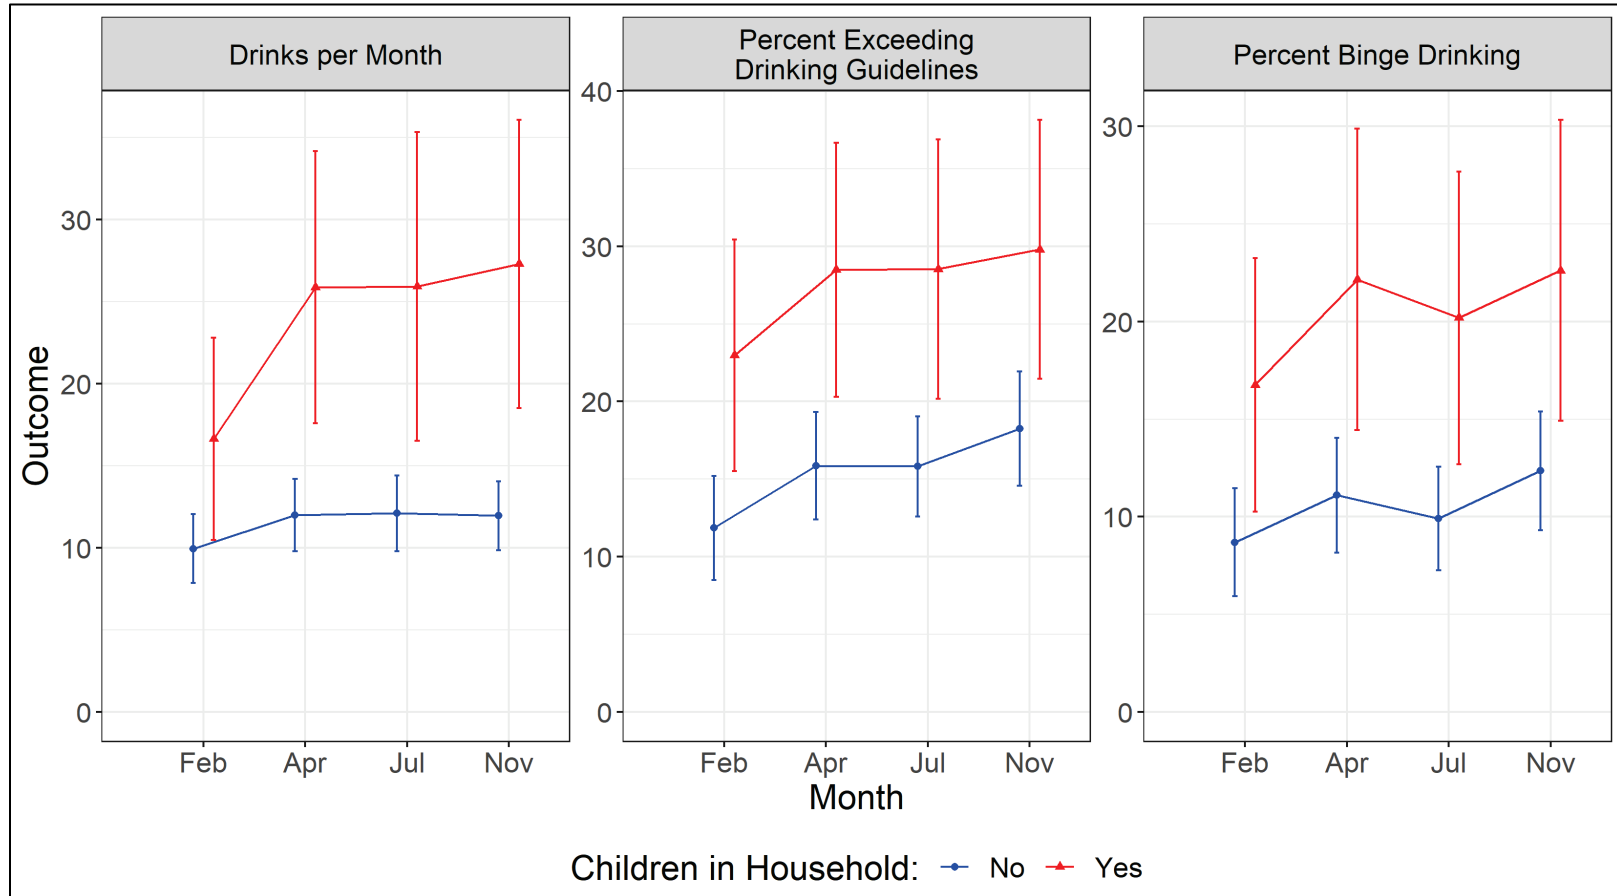 Drinks per Month
Percent Exceeding
Drinking Guidelines
Percent Binge Drinking
Outcome
30
20
10
0
40
30
20
10
0
30
20
10
0
Feb Apr Jul Nov
Feb Apr Jul Nov
Feb Apr Jul Nov
Month
Children in Household: No Yes